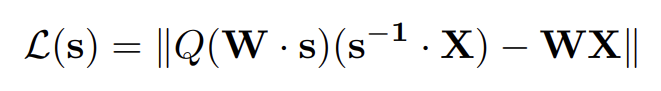 ℒ(𝐬) = ‖Q(𝐖 · 𝐬)(𝐬⁻¹ · 𝐗) − 𝐖𝐗‖